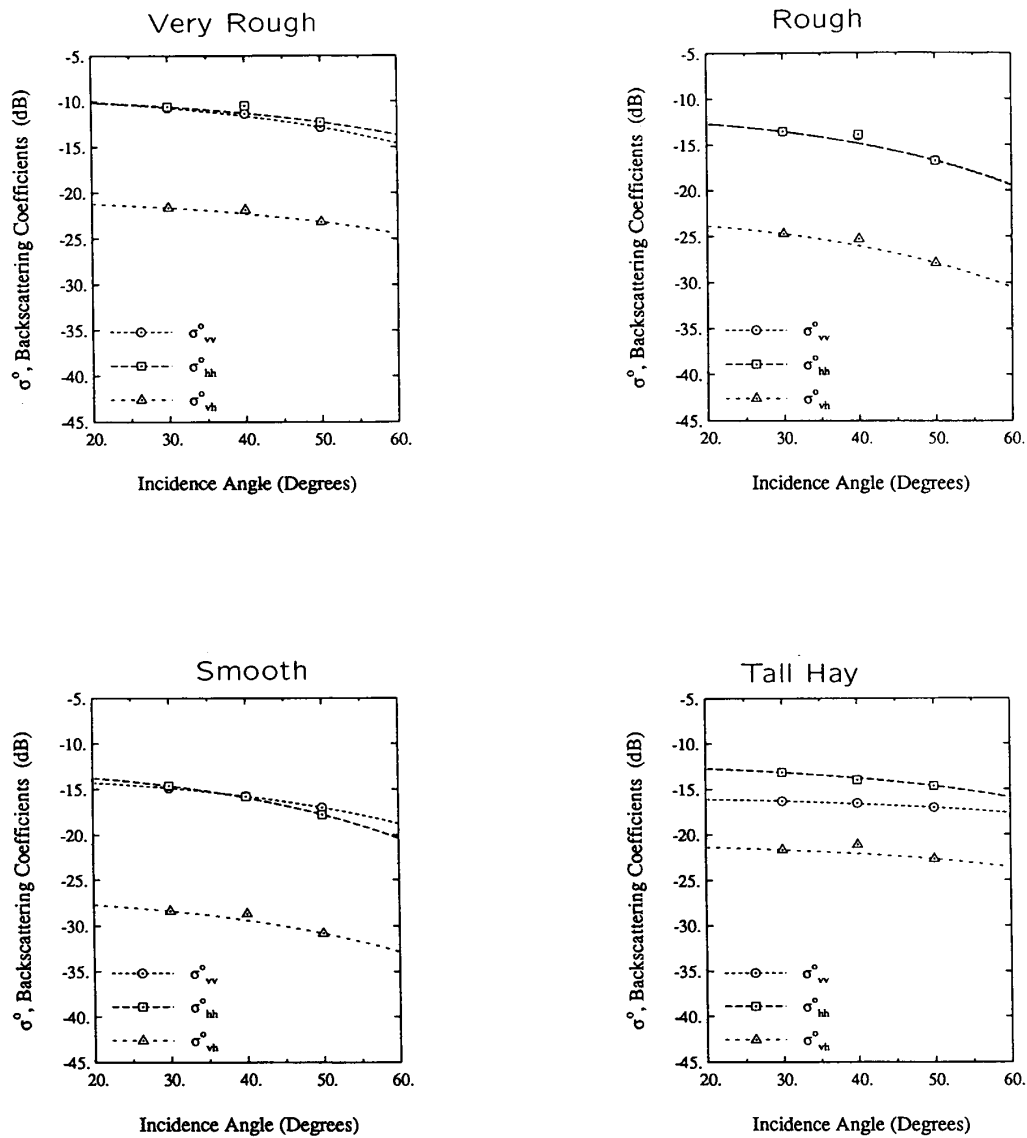 Very Rough
σ°, Backscattering Coefficients (dB)
-5.
-10.
-15.
-20.
-25.
-30.
-35.
-40.
-45.
σ°vv
σ°hh
σ°vh
20. 30. 40. 50. 60.
Incidence Angle (Degrees)
Rough
σ°, Backscattering Coefficients (dB)
-5.
-10.
-15.
-20.
-25.
-30.
-35.
-40.
-45.
σ°vv
σ°hh
σ°vh
20. 30. 40. 50. 60.
Incidence Angle (Degrees)
Smooth
σ°, Backscattering Coefficients (dB)
-5.
-10.
-15.
-20.
-25.
-30.
-35.
-40.
-45.
σ°vv
σ°hh
σ°vh
20. 30. 40. 50. 60.
Incidence Angle (Degrees)
Tall Hay
σ°, Backscattering Coefficients (dB)
-5.
-10.
-15.
-20.
-25.
-30.
-35.
-40.
-45.
σ°vv
σ°hh
σ°vh
20. 30. 40. 50. 60.
Incidence Angle (Degrees)